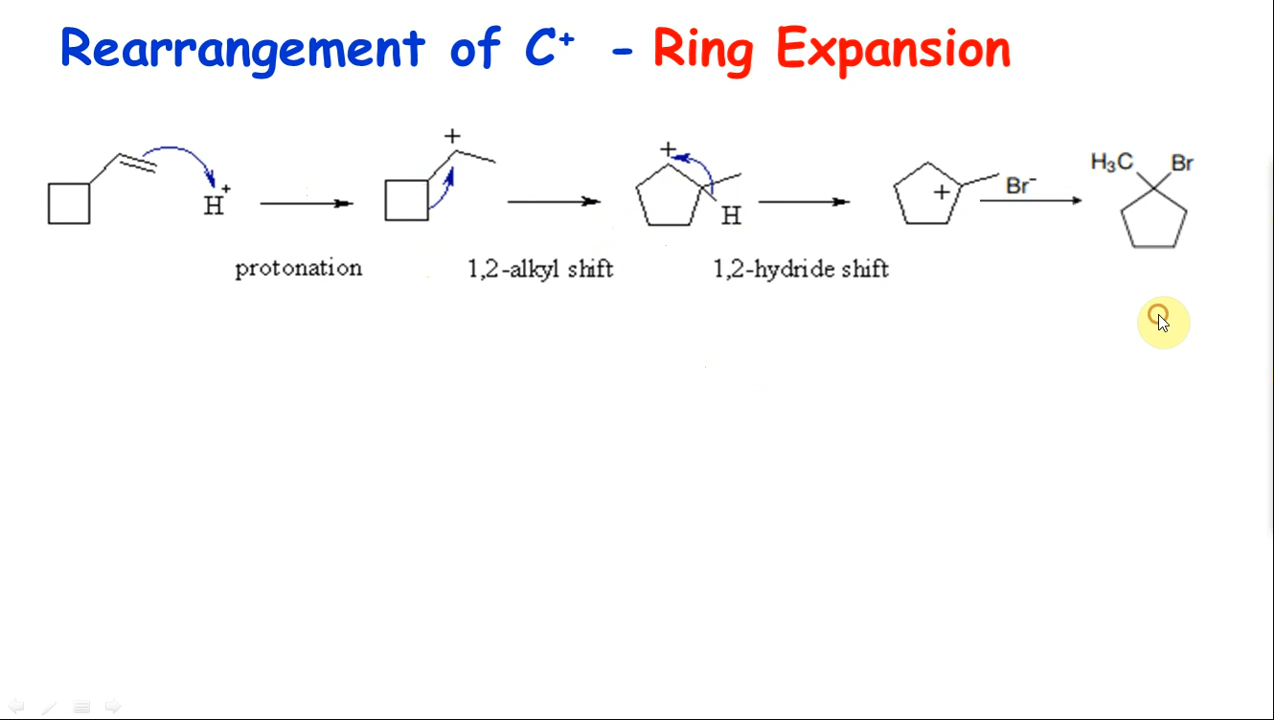 Rearrangement of C⁺ - Ring Expansion
H⁺
+
+
H
+
Br⁻
H₃C Br
protonation
1,2-alkyl shift
1,2-hydride shift